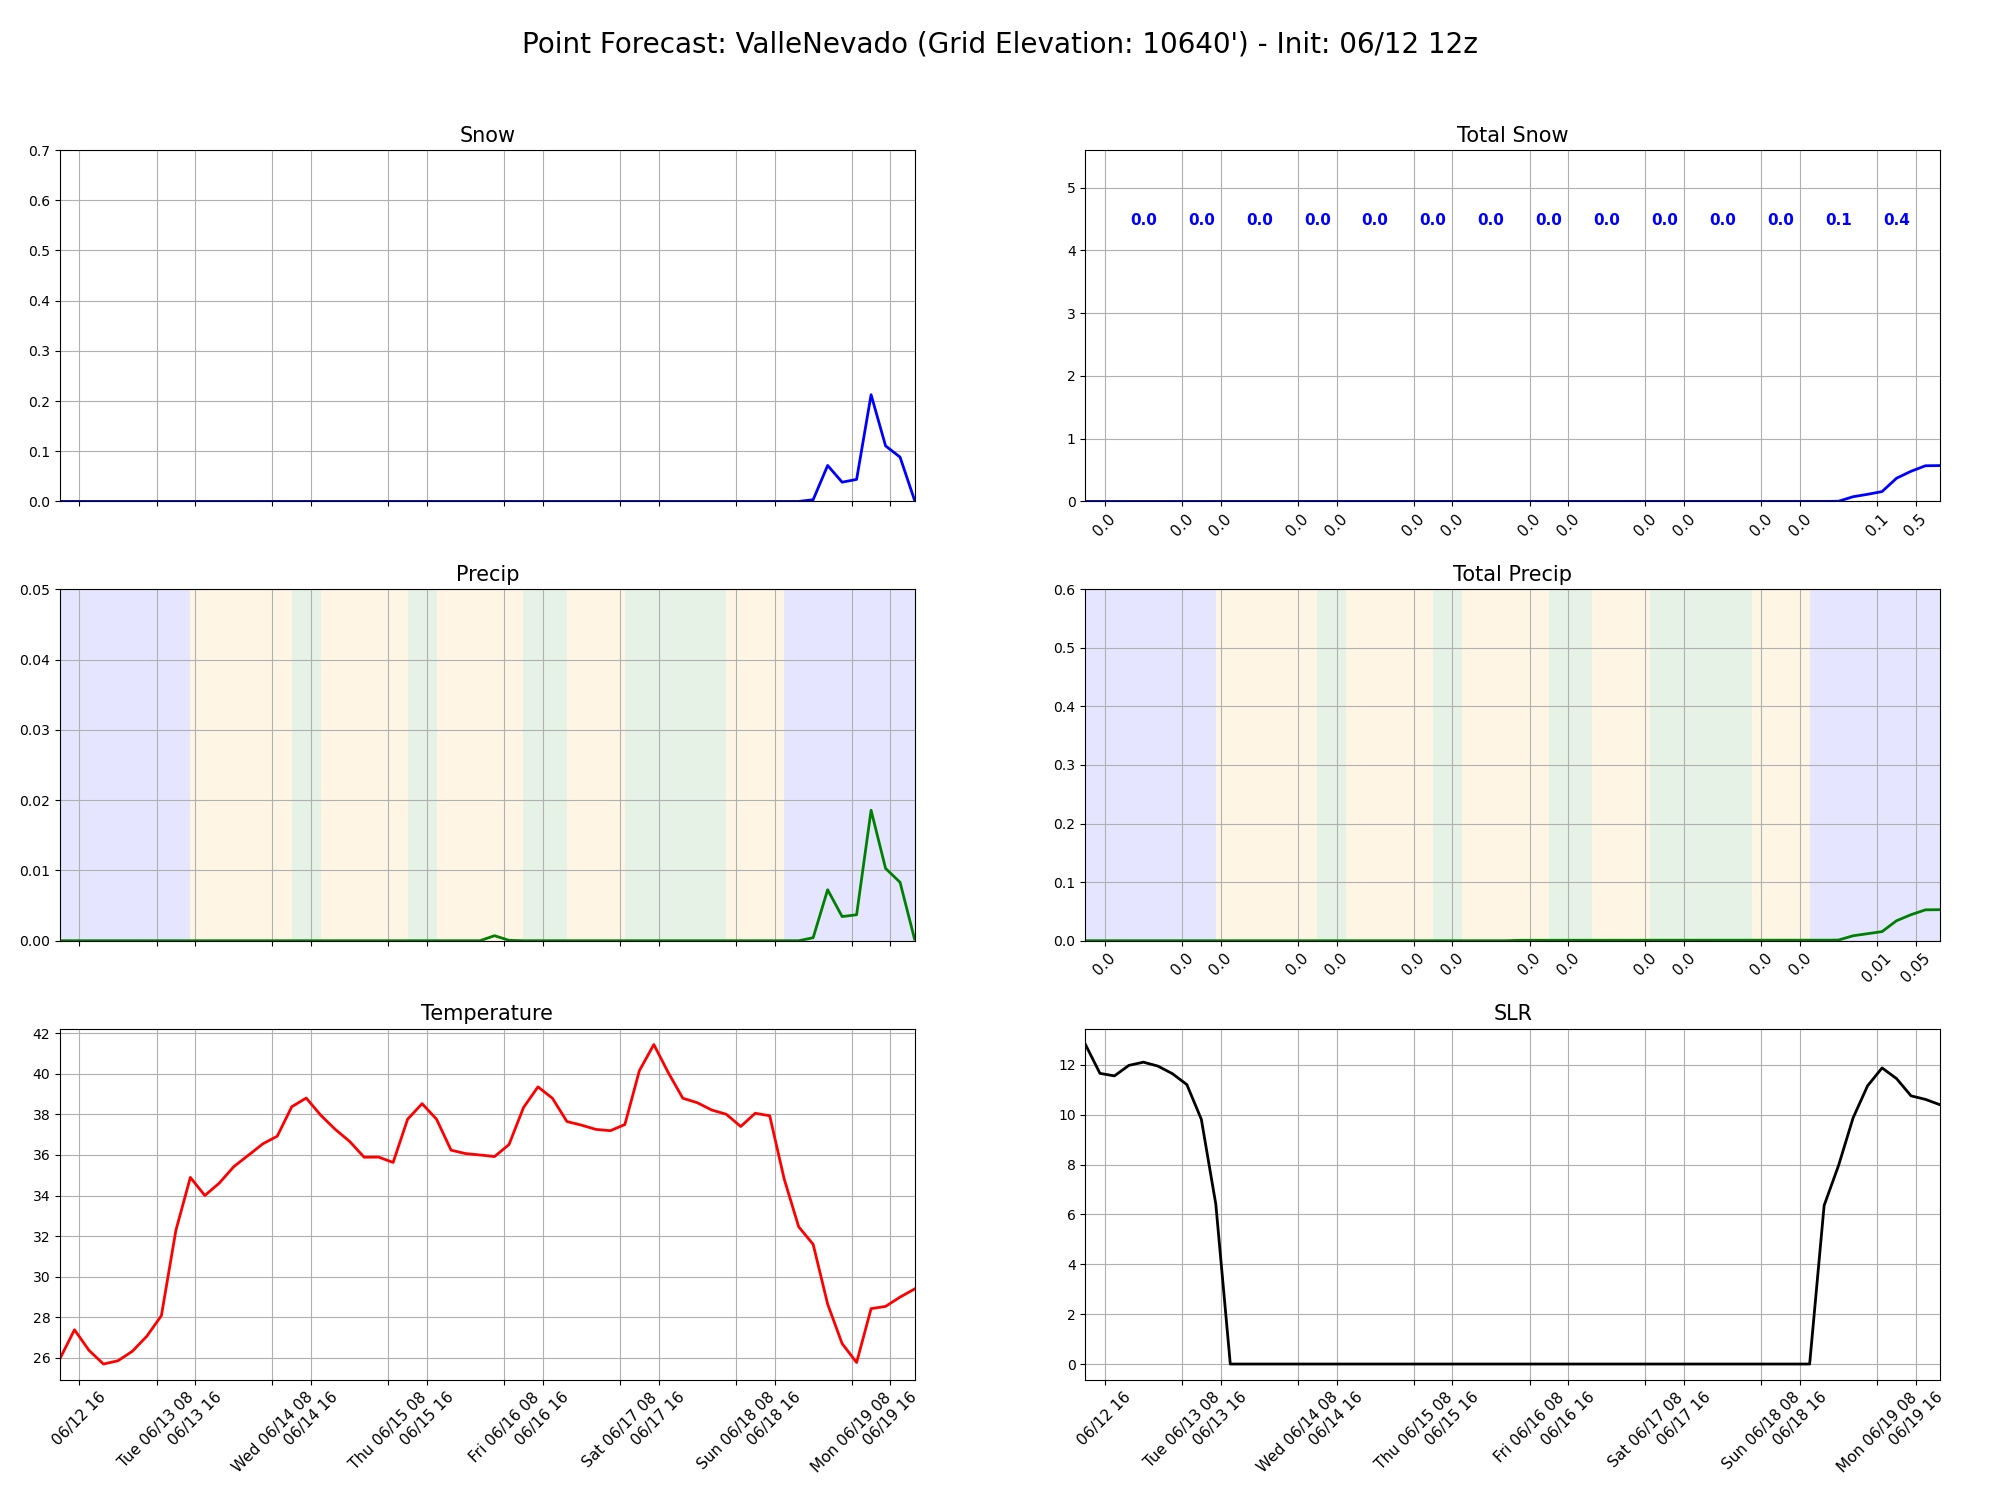 Point Forecast: ValleNevado (Grid Elevation: 10640') - Init: 06/12 12z
Snow
0.7
0.6
0.5
0.4
0.3
0.2
0.1
0.0
Total Snow
5
4
3
2
1
0
0.0 0.0 0.0 0.0 0.0 0.0 0.0 0.0 0.0 0.0 0.0 0.0 0.1 0.4
0.0 0.0 0.0 0.0 0.0 0.0 0.0 0.0 0.0 0.0 0.0 0.0 0.0 0.1 0.5
Precip
0.05
0.04
0.03
0.02
0.01
0.00
Total Precip
0.6
0.5
0.4
0.3
0.2
0.1
0.0
0.0 0.0 0.0 0.0 0.0 0.0 0.0 0.0 0.0 0.0 0.0 0.0 0.0 0.01 0.05
Temperature
42
40
38
36
34
32
30
28
26
06/12 16
Tue 06/13 08
06/13 16
Wed 06/14 08
06/14 16
Thu 06/15 08
06/15 16
Fri 06/16 08
06/16 16
Sat 06/17 08
06/17 16
Sun 06/18 08
06/18 16
Mon 06/19 08
06/19 16
SLR
12
10
8
6
4
2
0
06/12 16
Tue 06/13 08
06/13 16
Wed 06/14 08
06/14 16
Thu 06/15 08
06/15 16
Fri 06/16 08
06/16 16
Sat 06/17 08
06/17 16
Sun 06/18 08
06/18 16
Mon 06/19 08
06/19 16